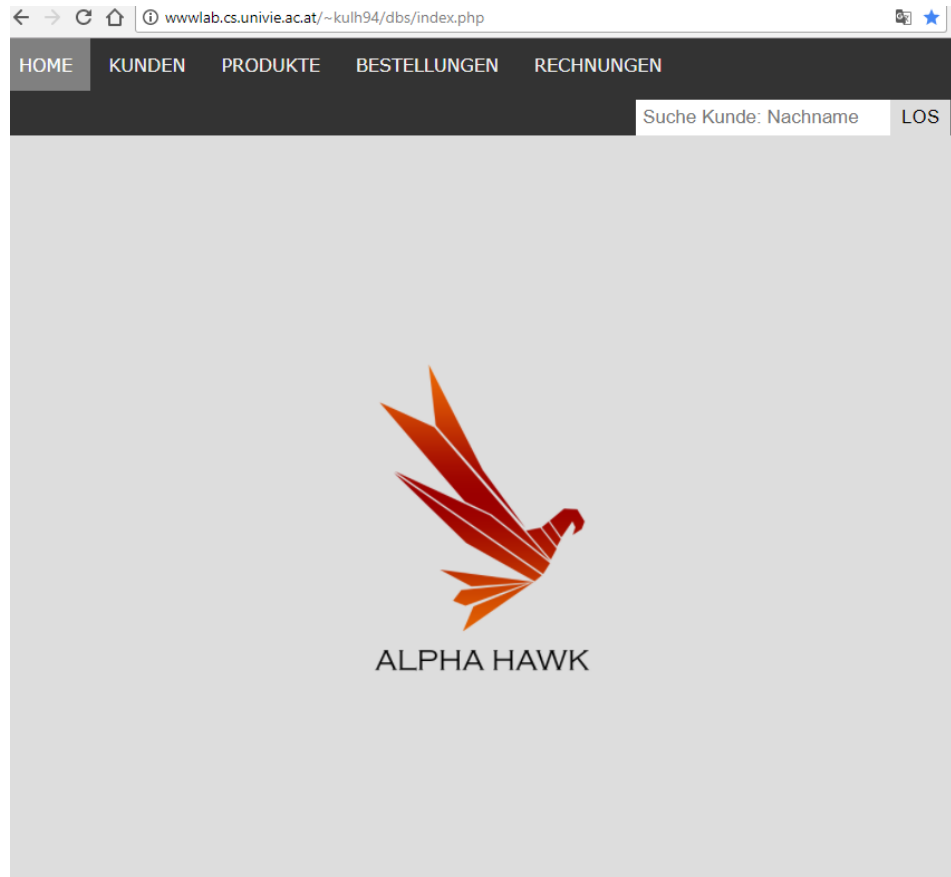 wwwlab.cs.univie.ac.at/~kulh94/dbs/index.php
HOME KUNDEN PRODUKTE BESTELLUNGEN RECHNUNGEN
Suche Kunde: Nachname LOS
ALPHA HAWK